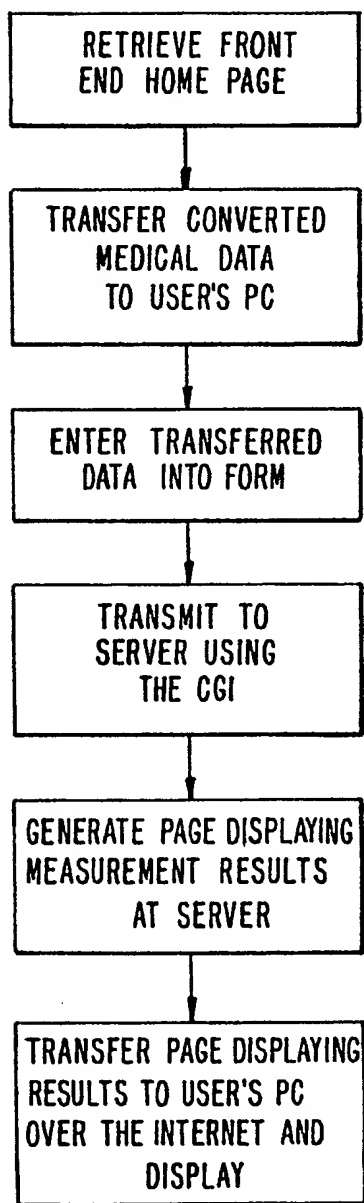 RETRIEVE FRONT
END HOME PAGE
TRANSFER CONVERTED
MEDICAL DATA
TO USER'S PC
ENTER TRANSFERRED
DATA INTO FORM
TRANSMIT TO
SERVER USING
THE CGI
GENERATE PAGE DISPLAYING
MEASUREMENT RESULTS
AT SERVER
TRANSFER PAGE DISPLAYING
RESULTS TO USER'S PC
OVER THE INTERNET AND
DISPLAY